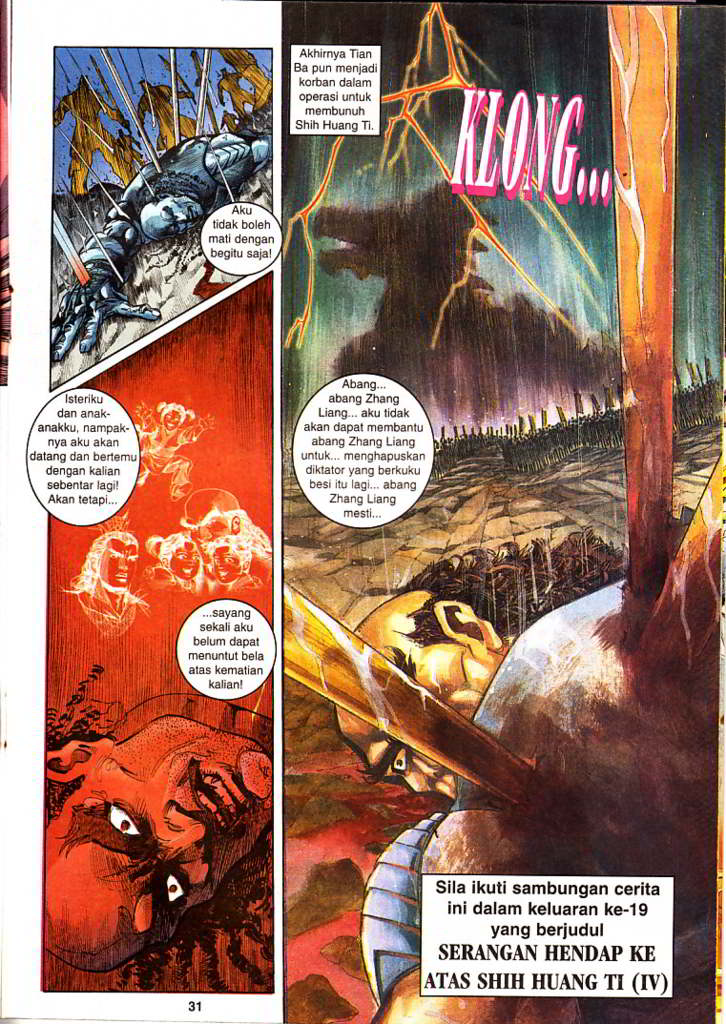 Aku
tidak boleh
mati dengan
begitu saja!
Isteriku
dan anak-
anakku, nampak-
nya aku akan
datang dan bertemu
dengan kalian
sebentar lagi!
Akan tetapi...
...sayang
sekali aku
belum dapat
menuntut bela
atas kematian
kalian!
31
Akhirnya Tian
Ba pun menjadi
korban dalam
operasi untuk
membunuh
Shih Huang Ti.
KLONG...
Abang...
abang Zhang
Liang... aku tidak
akan dapat membantu
abang Zhang Liang
untuk... menghapuskan
diktator yang berkuku
besi itu lagi... abang
Zhang Liang
mesti...
Sila ikuti sambungan cerita
ini dalam keluaran ke-19
yang berjudul
SERANGAN HENDAP KE
ATAS SHIH HUANG TI (IV)